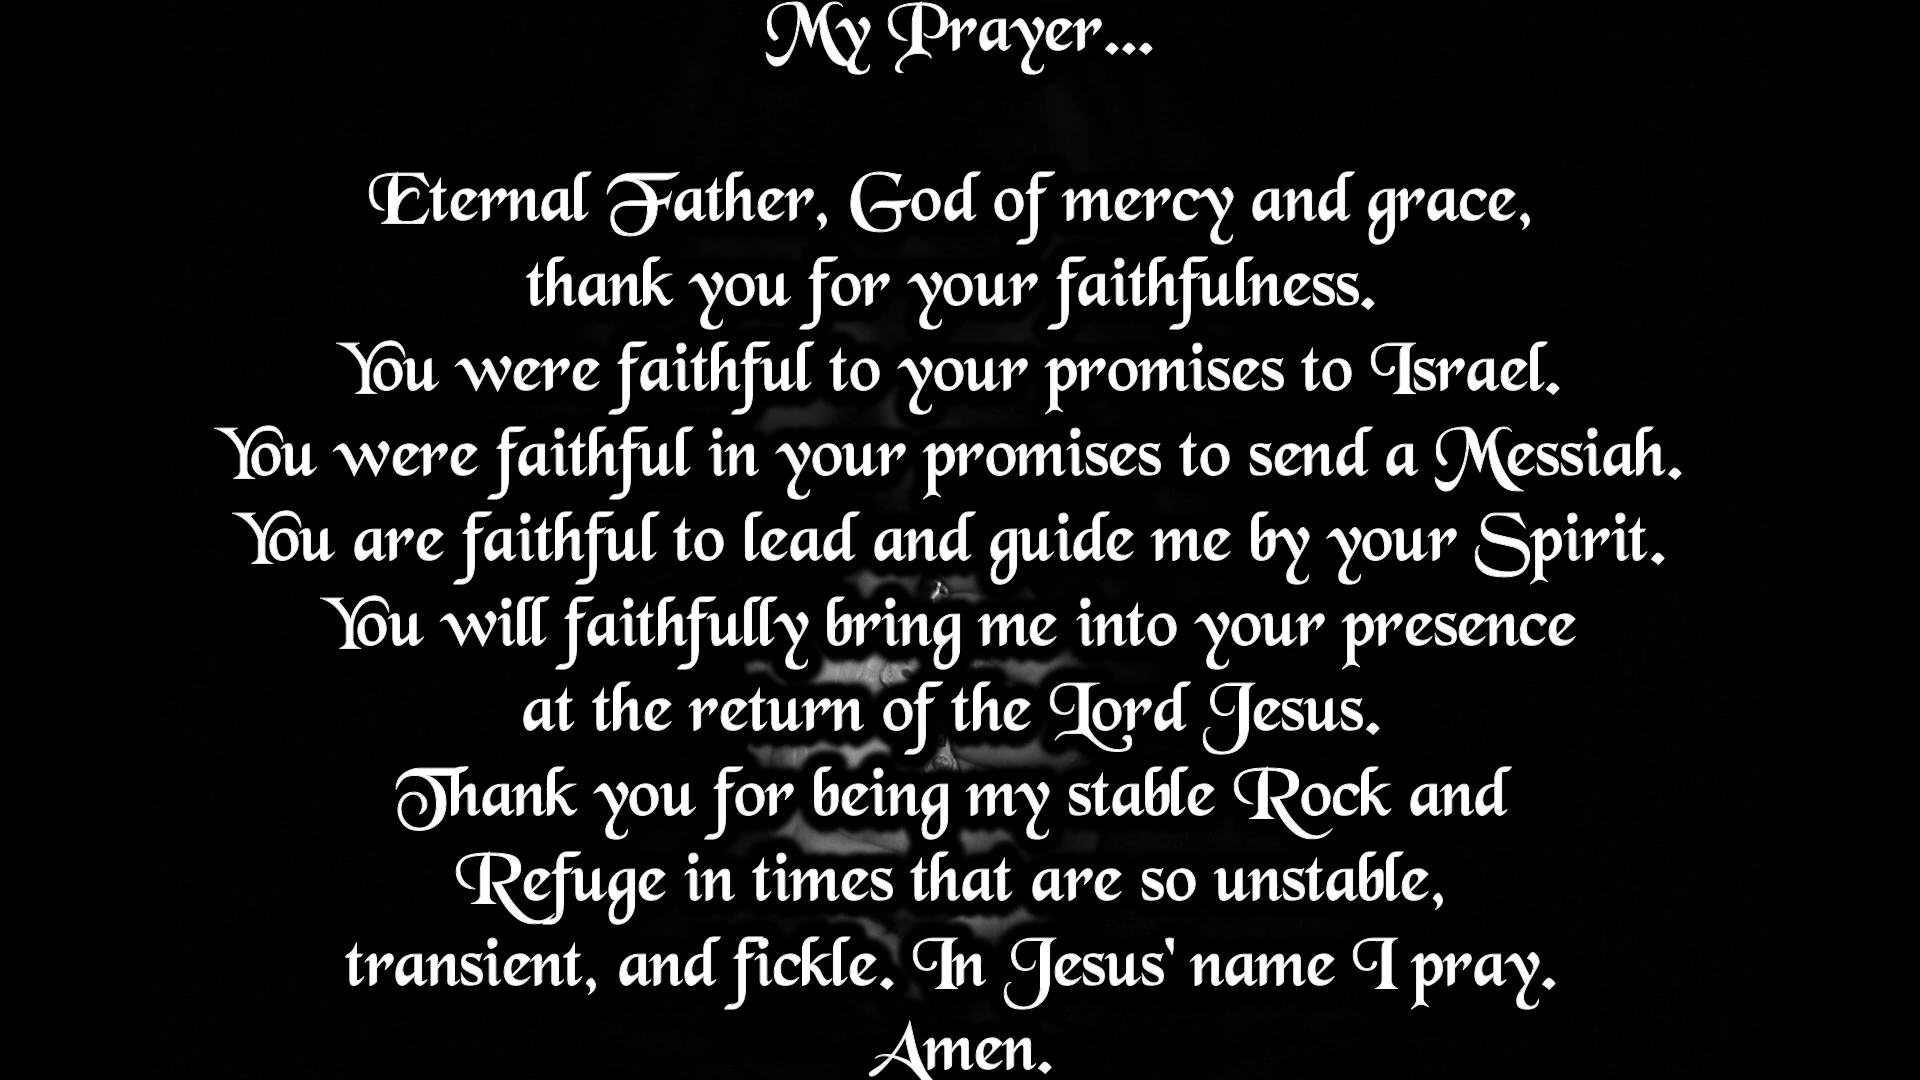 My Prayer...
Eternal Father, God of mercy and grace,
thank you for your faithfulness.
You were faithful to your promises to Israel.
You were faithful in your promises to send a Messiah.
You are faithful to lead and guide me by your Spirit.
You will faithfully bring me into your presence
at the return of the Lord Jesus.
Thank you for being my stable Rock and
Refuge in times that are so unstable,
transient, and fickle. In Jesus' name I pray.
Amen.